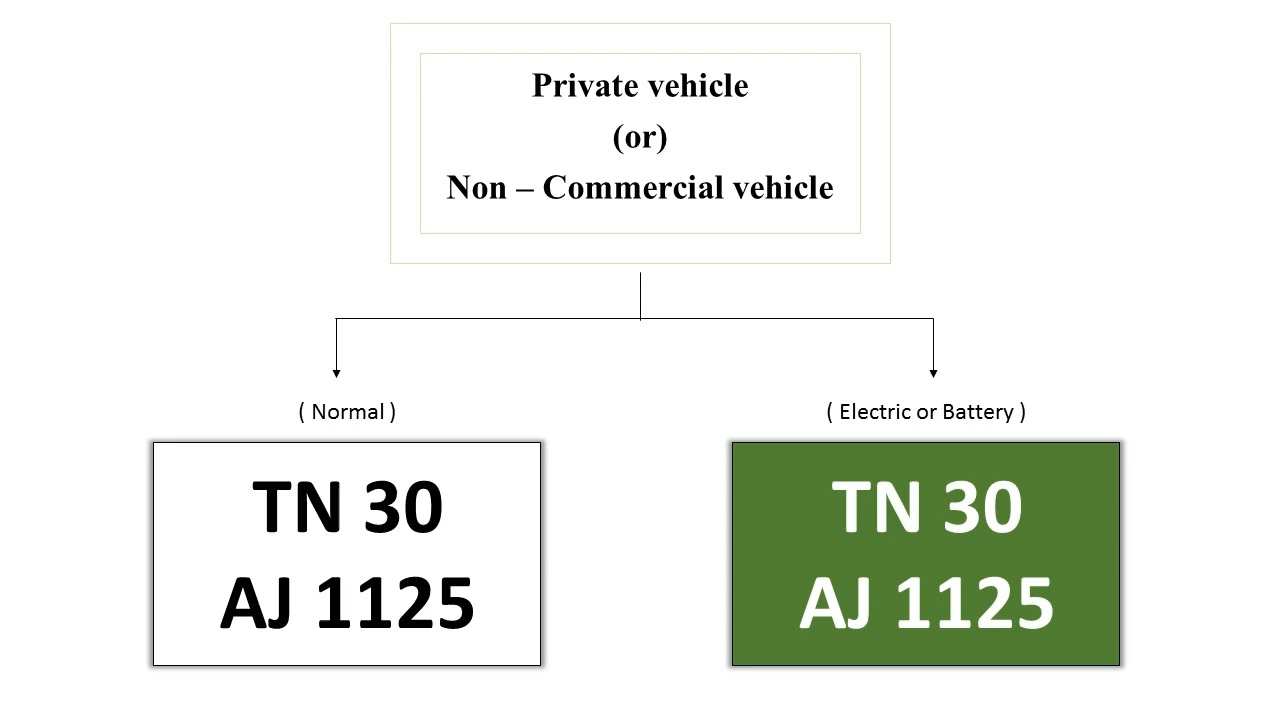 Private vehicle
(or)
Non – Commercial vehicle
( Normal )
( Electric or Battery )
TN 30
AJ 1125
TN 30
AJ 1125